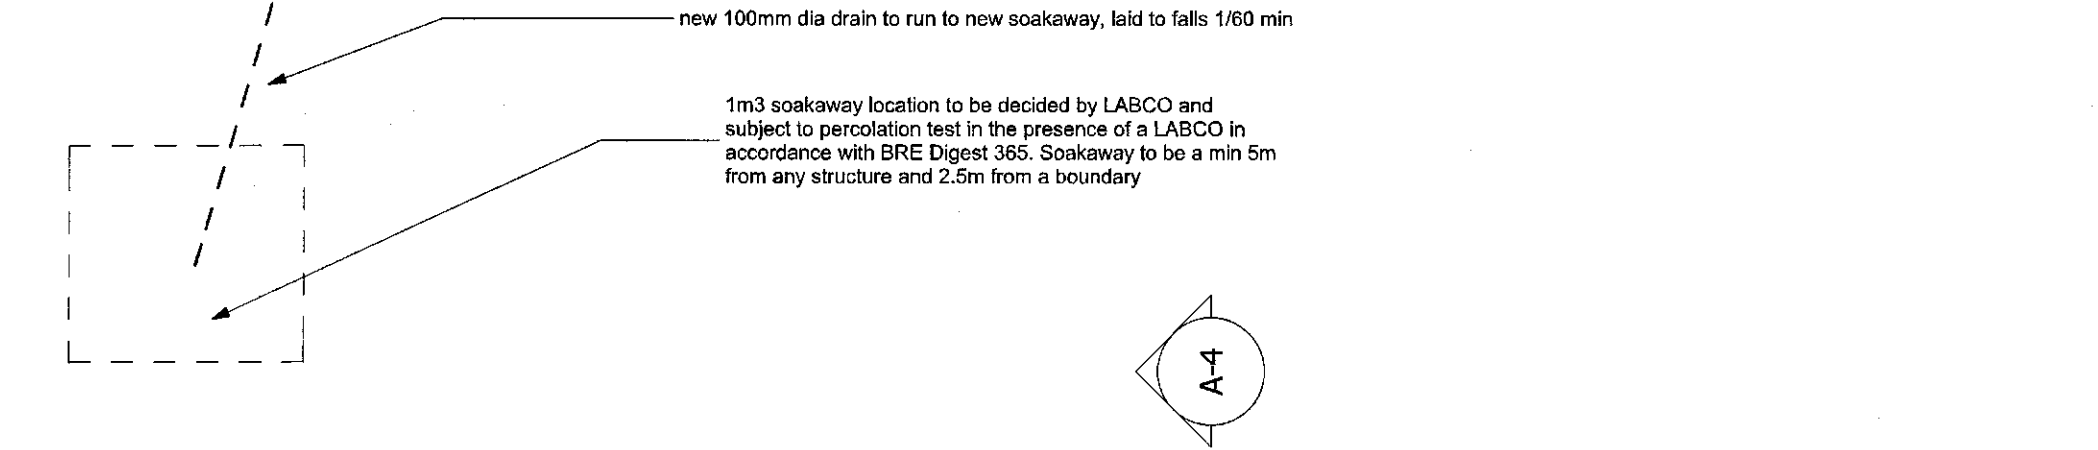 new 100mm dia drain to run to new soakaway, laid to falls 1/60 min
1m3 soakaway location to be decided by LABCO and
subject to percolation test in the presence of a LABCO in
accordance with BRE Digest 365. Soakaway to be a min 5m
from any structure and 2.5m from a boundary
A-4